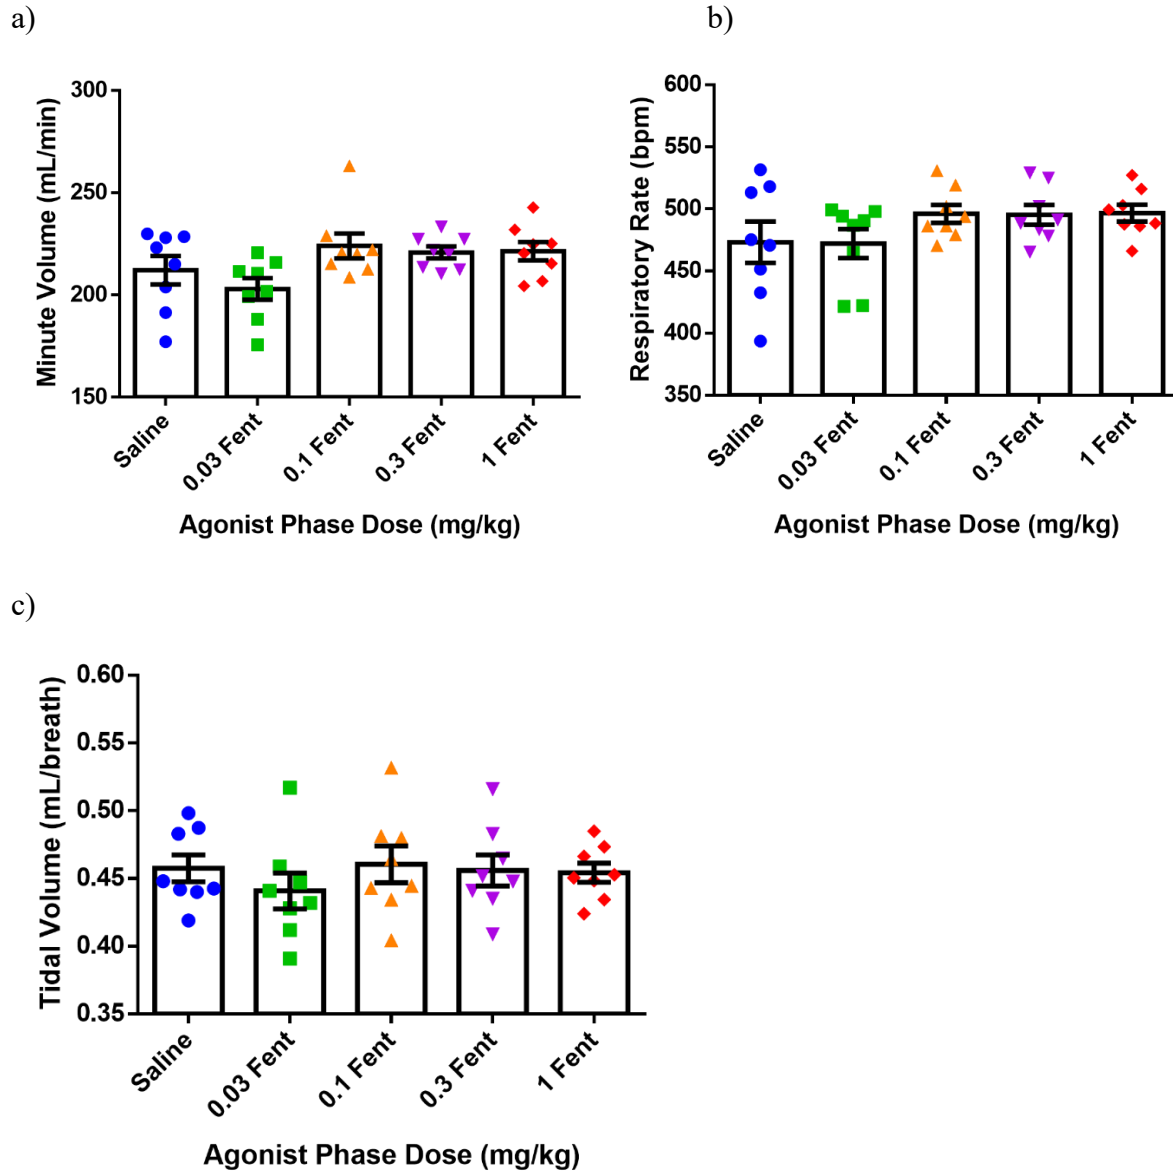 a)
Minute Volume (mL/min)
300
250
200
150
Saline
0.03 Fent
0.1 Fent
0.3 Fent
1 Fent
Agonist Phase Dose (mg/kg)
b)
Respiratory Rate (bpm)
600
550
500
450
400
350
Saline
0.03 Fent
0.1 Fent
0.3 Fent
1 Fent
Agonist Phase Dose (mg/kg)
c)
Tidal Volume (mL/breath)
0.60
0.55
0.50
0.45
0.40
0.35
Saline
0.03 Fent
0.1 Fent
0.3 Fent
1 Fent
Agonist Phase Dose (mg/kg)